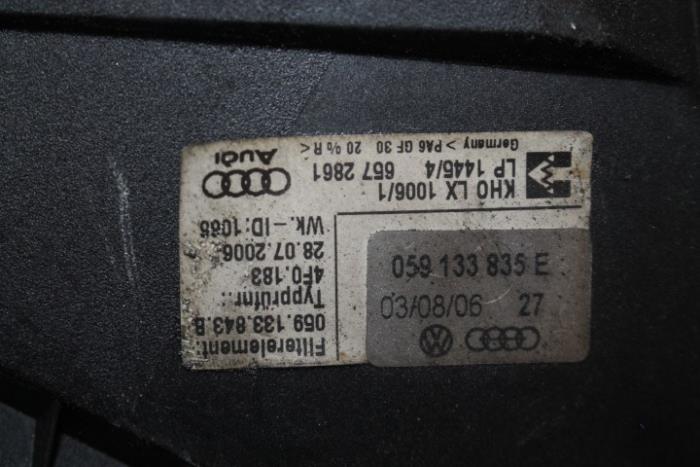 KHO LX 1006/1
LP 1445/4 657 2861
Germany > PA6 GF 30 20 % R <
Audi
Filterelement:
059.133.843.B
Typprüfnr.:
4F0.183
28.07.2006
Wk.-ID:1065
059 133 835 E
03/08/06 27